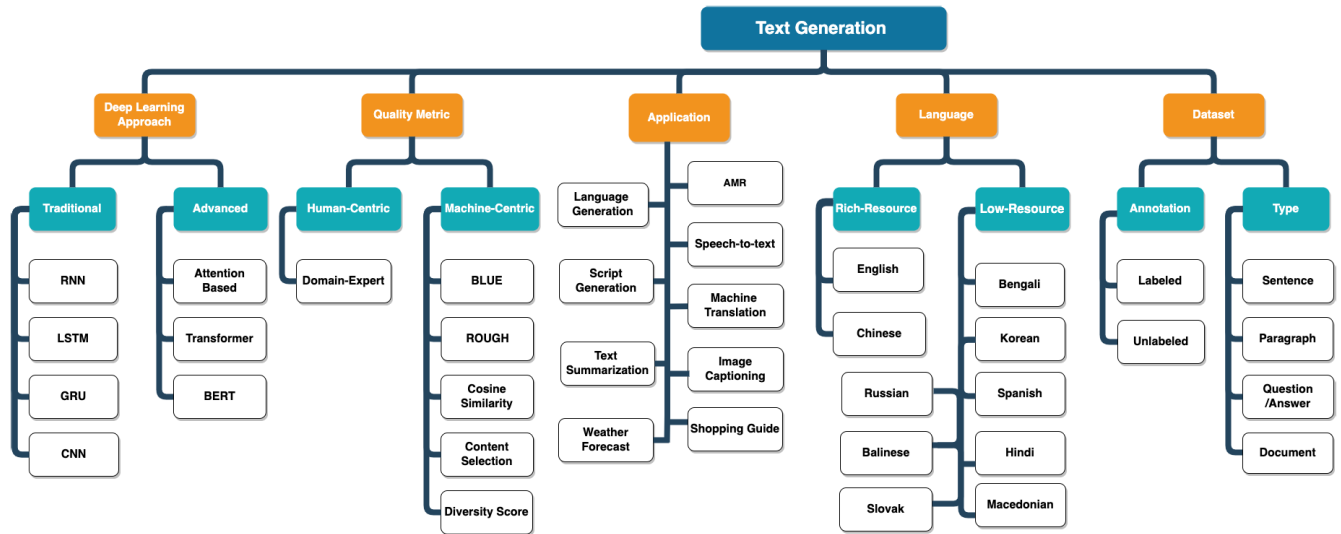 Text Generation
Deep Learning
Approach
Quality Metric
Application
Language
Dataset
Traditional
Advanced
Human-Centric
Machine-Centric
Rich-Resource
Low-Resource
Annotation
Type
RNN
LSTM
GRU
CNN
Attention
Based
Transformer
BERT
Domain-Expert
BLUE
ROUGH
Cosine
Similarity
Content
Selection
Diversity Score
Language
Generation
Script
Generation
Text
Summarization
Weather
Forecast
AMR
Speech-to-text
Machine
Translation
Image
Captioning
Shopping Guide
English
Chinese
Russian
Balinese
Slovak
Bengali
Korean
Spanish
Hindi
Macedonian
Labeled
Unlabeled
Sentence
Paragraph
Question
/Answer
Document